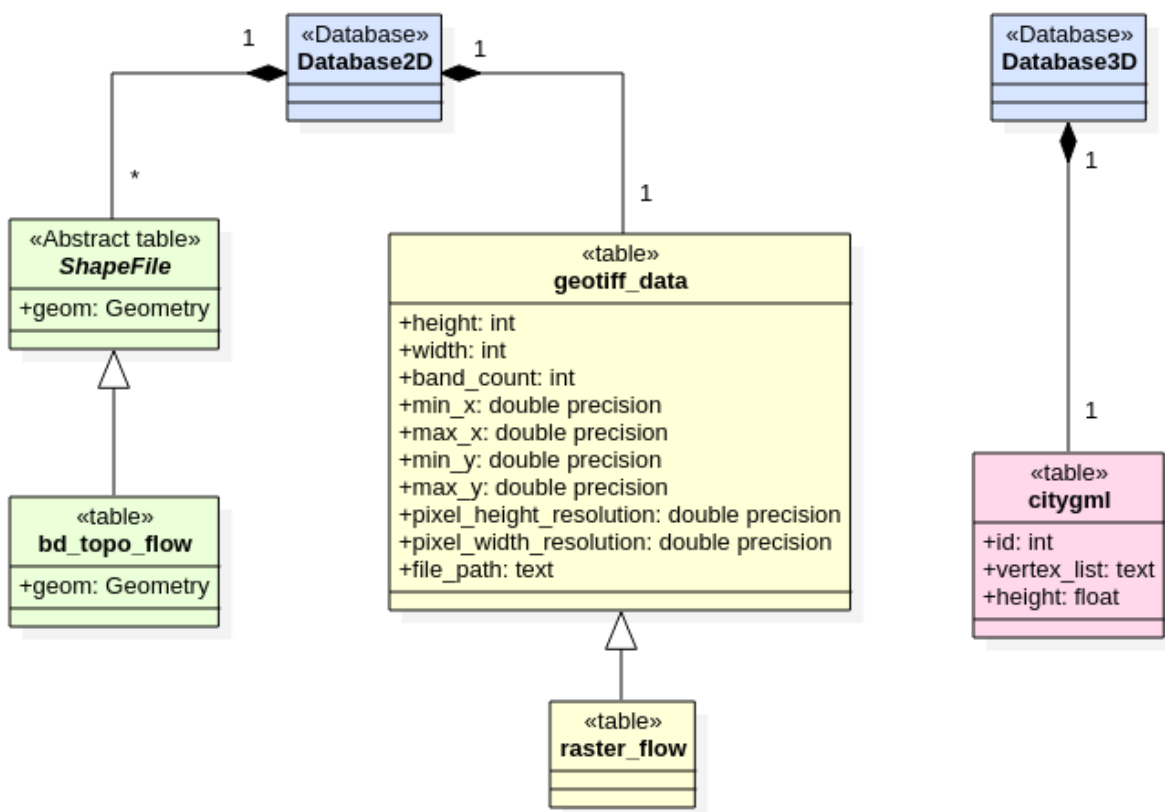 «Database»
Database2D
1
1
*
1
«Abstract table»
ShapeFile
+geom: Geometry
«table»
bd_topo_flow
+geom: Geometry
«table»
geotiff_data
+height: int
+width: int
+band_count: int
+min_x: double precision
+max_x: double precision
+min_y: double precision
+max_y: double precision
+pixel_height_resolution: double precision
+pixel_width_resolution: double precision
+file_path: text
«table»
raster_flow
«Database»
Database3D
1
1
«table»
citygml
+id: int
+vertex_list: text
+height: float